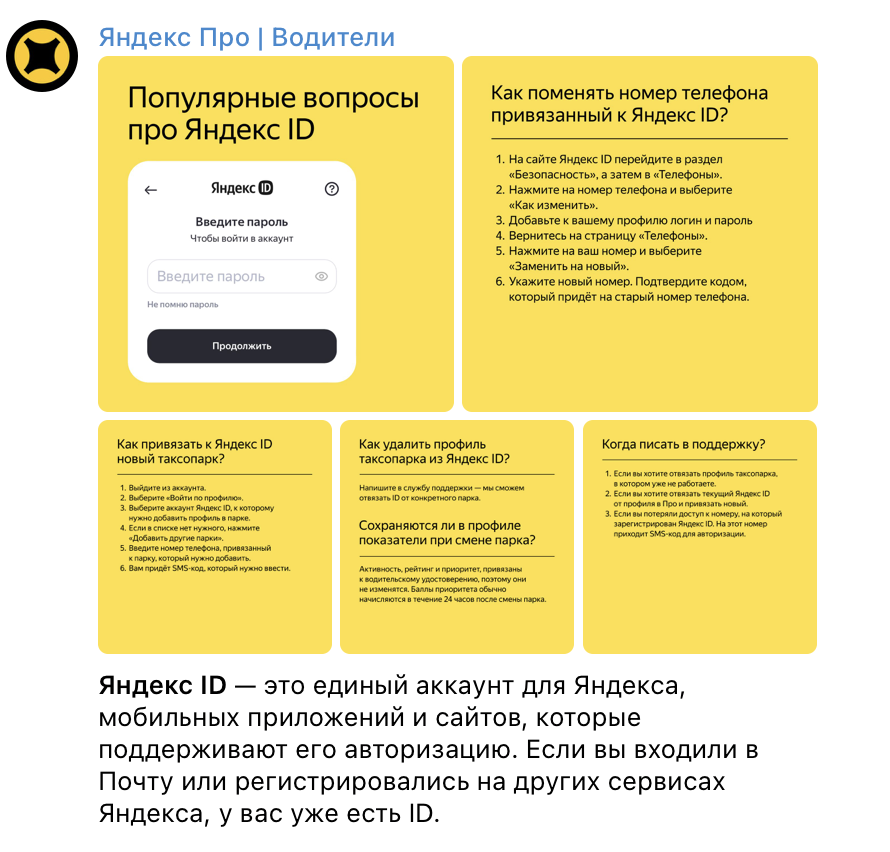 Яндекс Про | Водители
Популярные вопросы
про Яндекс ID
Яндекс ID
Введите пароль
Чтобы войти в аккаунт
Введите пароль
Не помню пароль
Продолжить
Как поменять номер телефона
привязанный к Яндекс ID?
1. На сайте Яндекс ID перейдите в раздел
«Безопасность», а затем в «Телефоны».
2. Нажмите на номер телефона и выберите
«Как изменить».
3. Добавьте к вашему профилю логин и пароль
4. Вернитесь на страницу «Телефоны».
5. Нажмите на ваш номер и выберите
«Заменить на новый».
6. Укажите новый номер. Подтвердите кодом,
который придёт на старый номер телефона.
Как привязать к Яндекс ID
новый таксопарк?
1. Выйдите из аккаунта.
2. Выберите «Войти по профилю».
3. Выберите аккаунт Яндекс ID, к которому
нужно добавить профиль в парке.
4. Если в списке нет нужного, нажмите
«Добавить другие парки».
5. Введите номер телефона, привязанный
к парку, который нужно добавить.
6. Вам придёт SMS-код, который нужно ввести.
Как удалить профиль
таксопарка из Яндекс ID?
Напишите в службу поддержки — мы сможем
отвязать ID от конкретного парка.
Сохраняются ли в профиле
показатели при смене парка?
Активность, рейтинг и приоритет, привязаны
к водительскому удостоверению, поэтому они
не изменятся. Баллы приоритета обычно
начисляются в течение 24 часов после смены парка.
Когда писать в поддержку?
1. Если вы хотите отвязать профиль таксопарка,
в котором уже не работаете.
2. Если вы хотите отвязать текущий Яндекс ID
от профиля в Про и привязать новый.
3. Если вы потеряли доступ к номеру, на который
зарегистрирован Яндекс ID. На этот номер
приходит SMS-код для авторизации.
Яндекс ID — это единый аккаунт для Яндекса,
мобильных приложений и сайтов, которые
поддерживают его авторизацию. Если вы входили в
Почту или регистрировались на других сервисах
Яндекса, у вас уже есть ID.